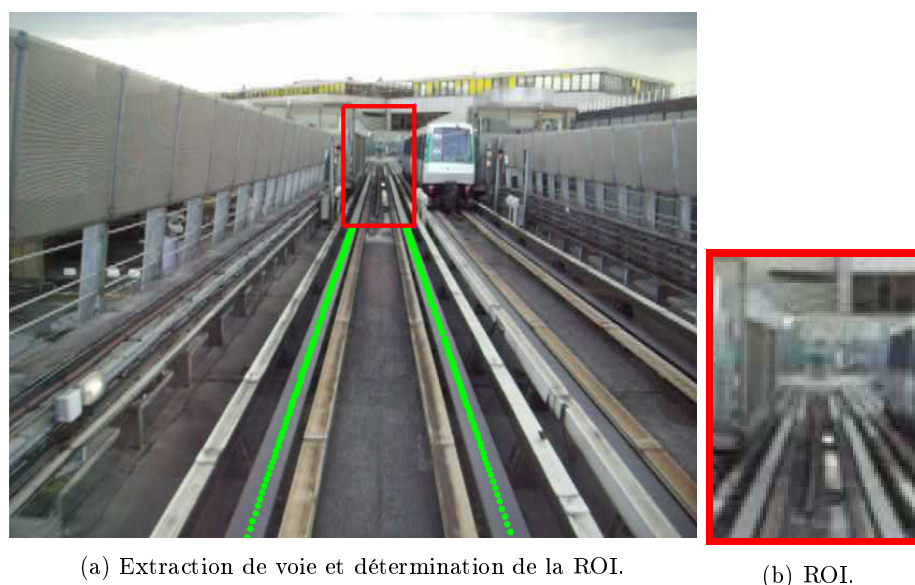 (a) Extraction de voie et détermination de la ROI.
(b) ROI.